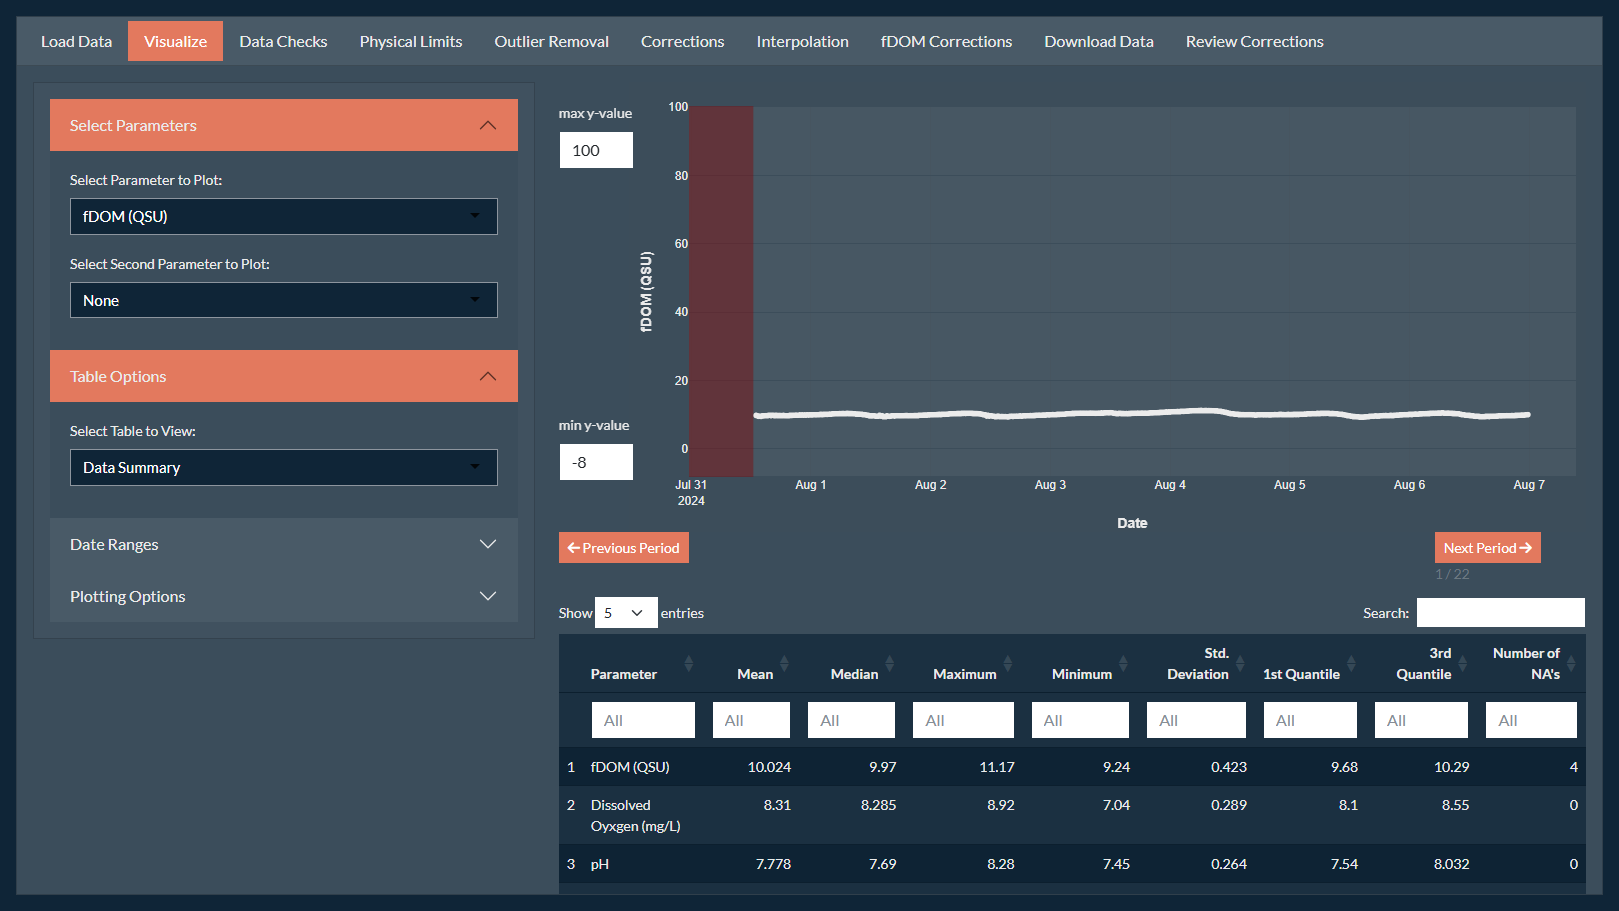 Load Data Visualize Data Checks Physical Limits Outlier Removal Corrections Interpolation fDOM Corrections Download Data Review Corrections
Select Parameters
Select Parameter to Plot:
fDOM (QSU)
Select Second Parameter to Plot:
None
Table Options
Select Table to View:
Data Summary
Date Ranges
Plotting Options
max y-value
100
min y-value
-8
fDOM (QSU)
100
80
60
40
20
0
Jul 31 Aug 1 Aug 2 Aug 3 Aug 4 Aug 5 Aug 6 Aug 7
2024
Date
Previous Period
Next Period
1 / 22
Show 5 entries
Search:
Parameter Mean Median Maximum Minimum Std. Deviation 1st Quantile 3rd Quantile Number of NA's
All All All All All All All All All
1 fDOM (QSU) 10.024 9.97 11.17 9.24 0.423 9.68 10.29 4
2 Dissolved Oyxgen (mg/L) 8.31 8.285 8.92 7.04 0.289 8.1 8.55 0
3 pH 7.778 7.69 8.28 7.45 0.264 7.54 8.032 0